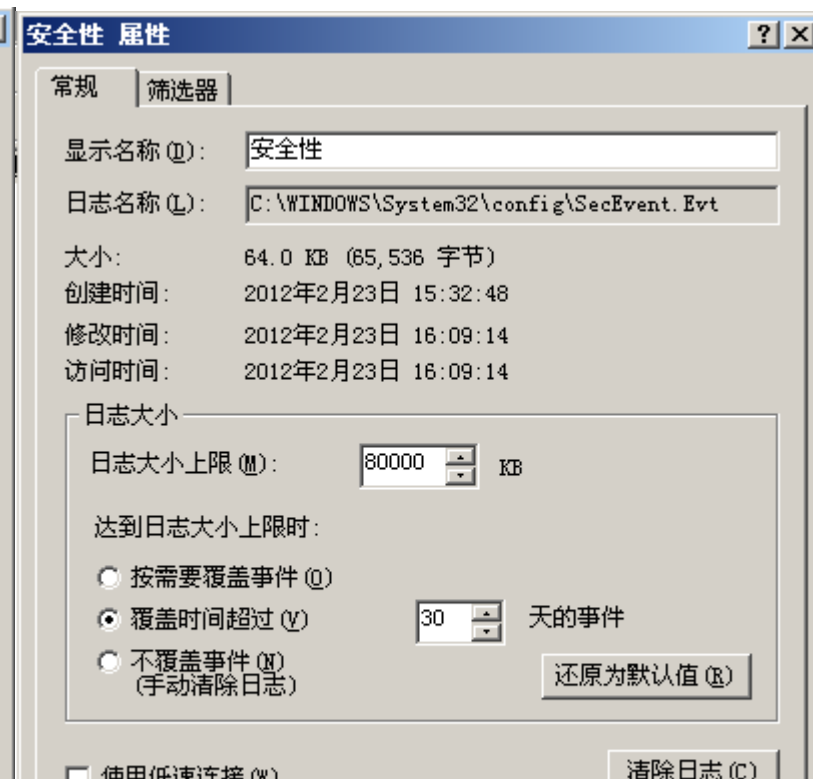 安全性 属性
常规 筛选器
显示名称(D): 安全性
日志名称(L): C:\WINDOWS\System32\config\SecEvent.Evt
大小: 64.0 KB (65,536 字节)
创建时间: 2012年2月23日 15:32:48
修改时间: 2012年2月23日 16:09:14
访问时间: 2012年2月23日 16:09:14
日志大小
日志大小上限(M): 80000 KB
达到日志大小上限时:
按需要覆盖事件(O)
覆盖时间超过(V) 30 天的事件
不覆盖事件(N)
(手动清除日志)
还原为默认值(R)
使用低速连接(W)
清除日志(C)